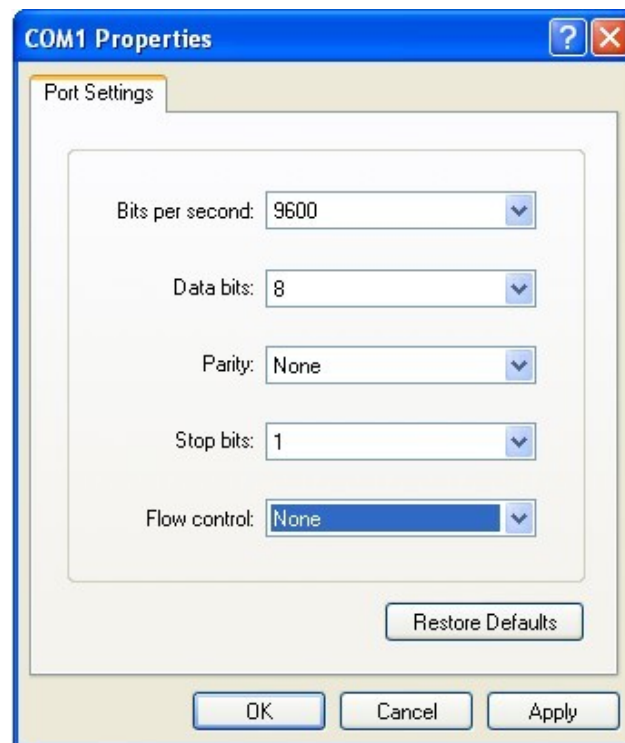 COM1 Properties
Port Settings
Bits per second: 9600
Data bits: 8
Parity: None
Stop bits: 1
Flow control: None
Restore Defaults
OK Cancel Apply